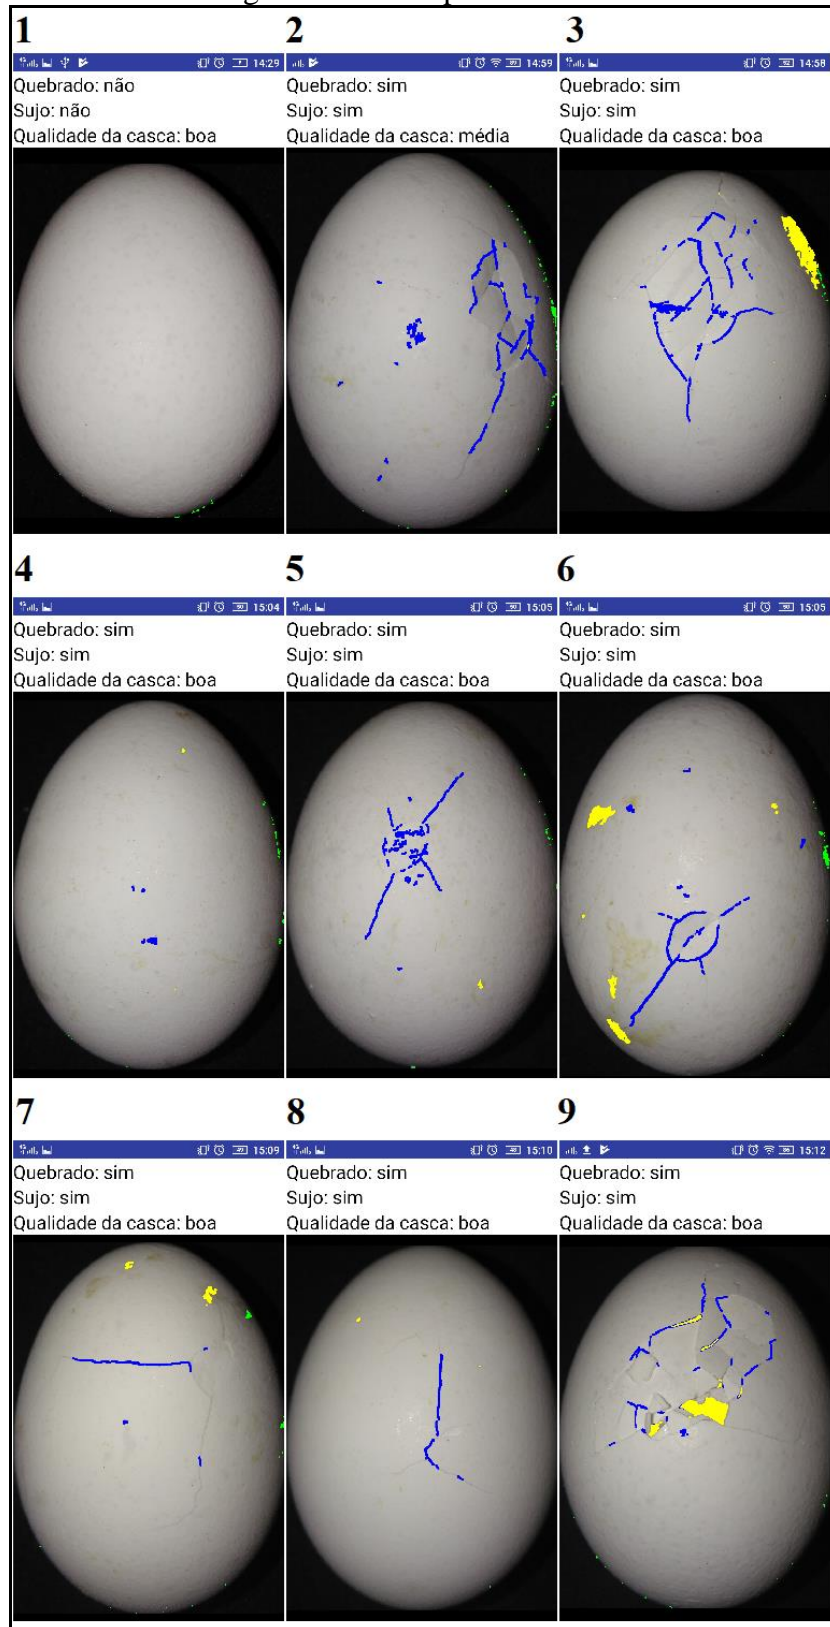 1
2
3
14:29
14:59
14:58
Quebrado: não
Quebrado: sim
Quebrado: sim
Sujo: não
Sujo: sim
Sujo: sim
Qualidade da casca: boa
Qualidade da casca: média
Qualidade da casca: boa
4
5
6
15:04
15:05
15:05
Quebrado: sim
Quebrado: sim
Quebrado: sim
Sujo: sim
Sujo: sim
Sujo: sim
Qualidade da casca: boa
Qualidade da casca: boa
Qualidade da casca: boa
7
8
9
15:09
15:10
15:12
Quebrado: sim
Quebrado: sim
Quebrado: sim
Sujo: sim
Sujo: sim
Sujo: sim
Qualidade da casca: boa
Qualidade da casca: boa
Qualidade da casca: boa